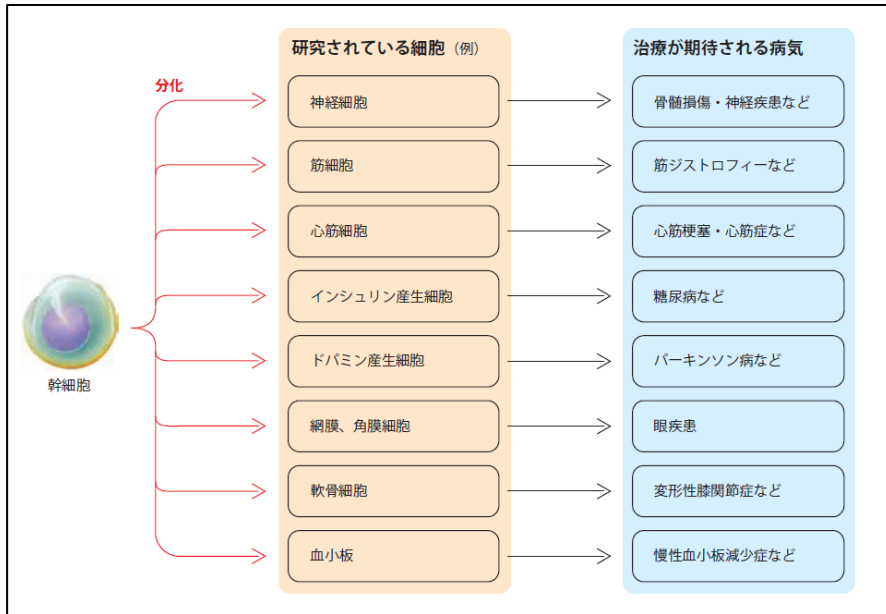 研究されている細胞（例）
治療が期待される病気
分化
神経細胞
骨髄損傷・神経疾患など
筋細胞
筋ジストロフィーなど
心筋細胞
心筋梗塞・心筋症など
インシュリン産生細胞
糖尿病など
ドパミン産生細胞
パーキンソン病など
幹細胞
網膜、角膜細胞
眼疾患
軟骨細胞
変形性膝関節症など
血小板
慢性血小板減少症など